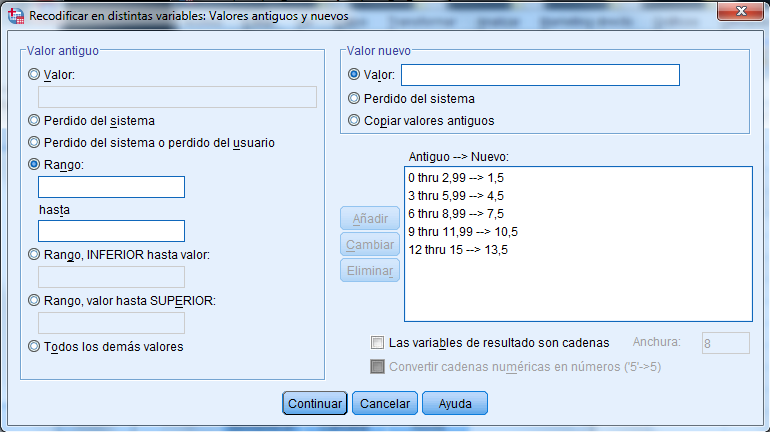 Recodificar en distintas variables: Valores antiguos y nuevos
Valor antiguo
Valor:
Perdido del sistema
Perdido del sistema o perdido del usuario
Rango:
hasta
Rango, INFERIOR hasta valor:
Rango, valor hasta SUPERIOR:
Todos los demás valores
Valor nuevo
Valor:
Perdido del sistema
Copiar valores antiguos
Antiguo --> Nuevo:
0 thru 2,99 --> 1,5
3 thru 5,99 --> 4,5
6 thru 8,99 --> 7,5
9 thru 11,99 --> 10,5
12 thru 15 --> 13,5
Añadir
Cambiar
Eliminar
Las variables de resultado son cadenas
Anchura:
8
Convertir cadenas numéricas en números ('5'->5)
Continuar
Cancelar
Ayuda